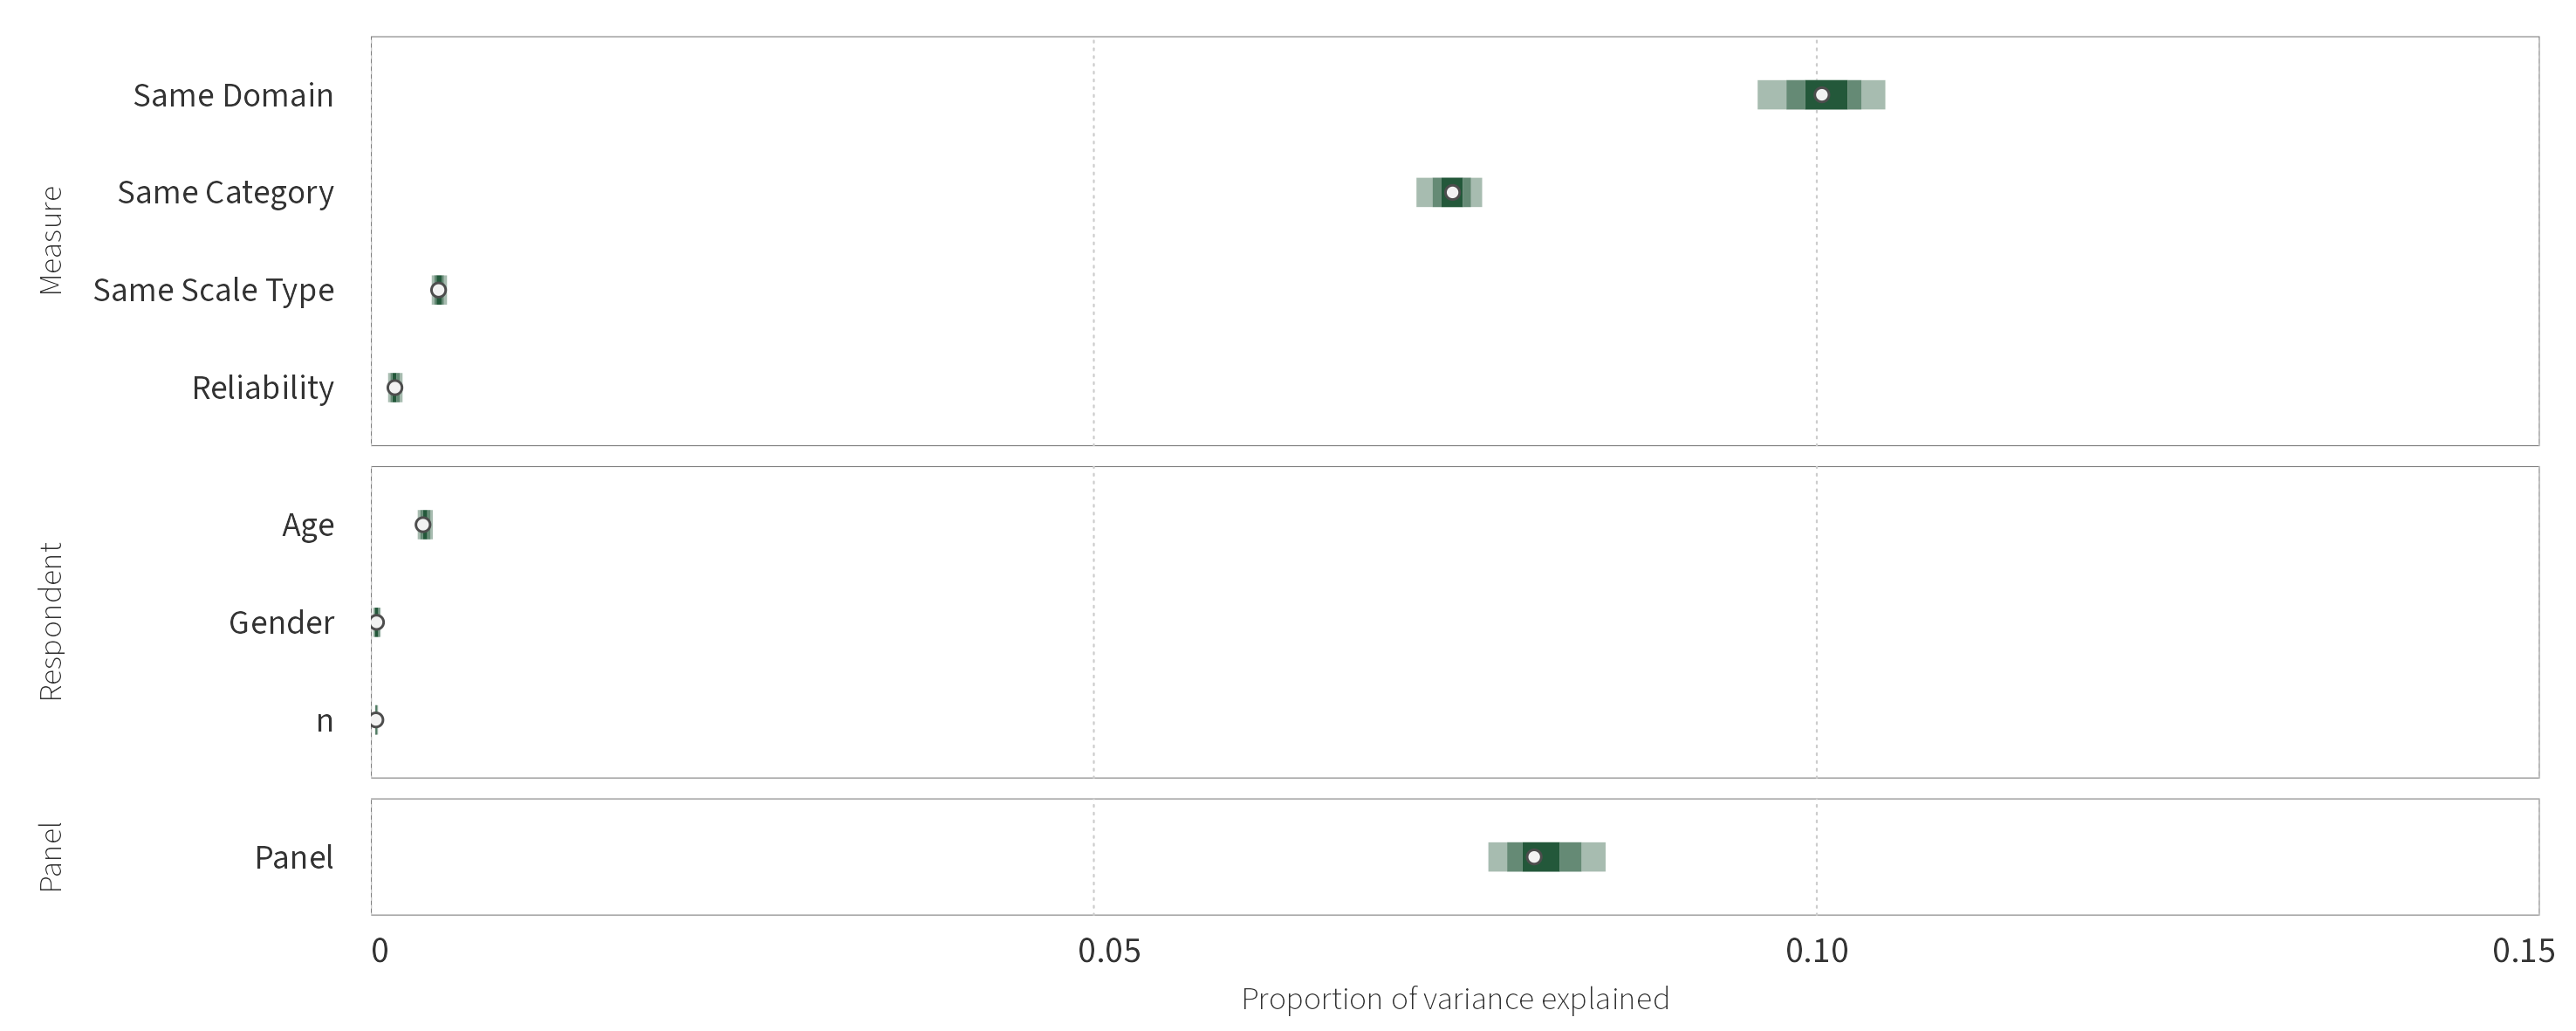 Measure
Same Domain
Same Category
Same Scale Type
Reliability
Respondent
Age
Gender
n
Panel
Panel
0
0.05
0.10
0.15
Proportion of variance explained